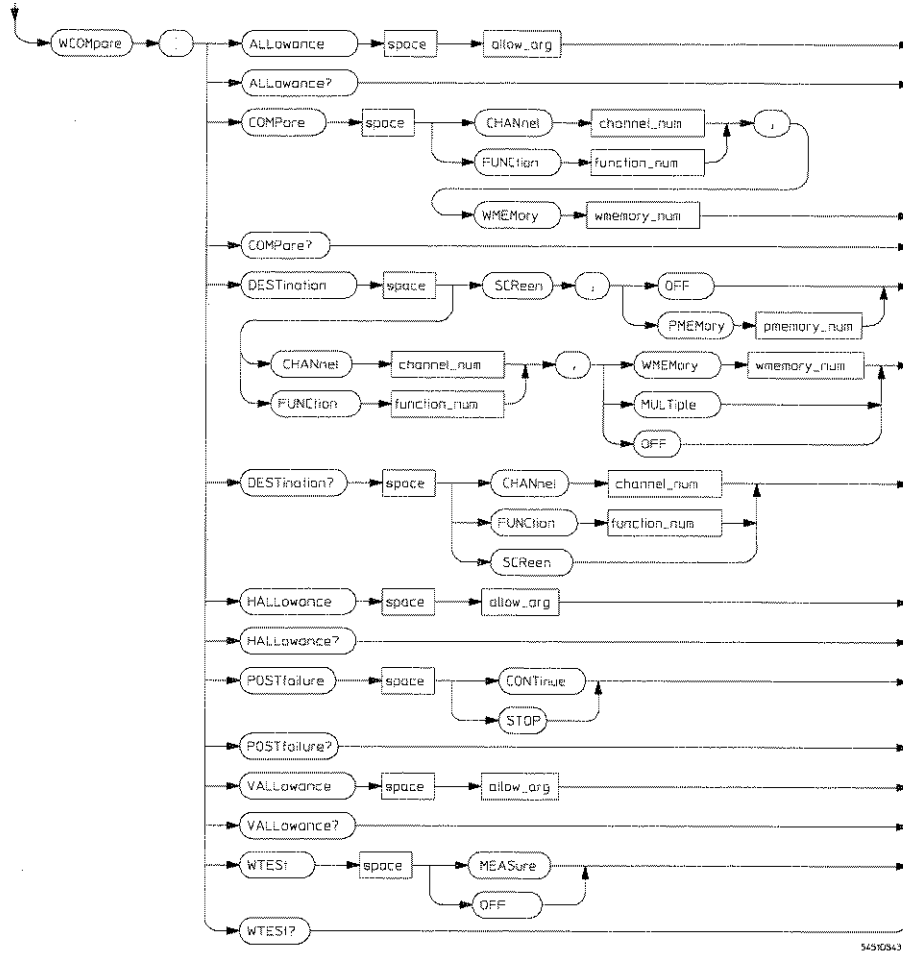 WCOMpare : ALLowance space allow_arg
ALLowance?
COMPare space CHANnel channel_num ,
FUNCtion function_num
WMEMory wmemory_num
COMPare?
DESTination space SCReen , OFF
PMEMory pmemory_num
CHANnel channel_num , WMEMory wmemory_num
FUNCtion function_num MULTiple
OFF
DESTination? space CHANnel channel_num
FUNCtion function_num
SCReen
HALLowance space allow_arg
HALLowance?
POSTfailure space CONTinue
STOP
POSTfailure?
VALLowance space allow_arg
VALLowance?
WTESt space MEASure
OFF
WTESt?